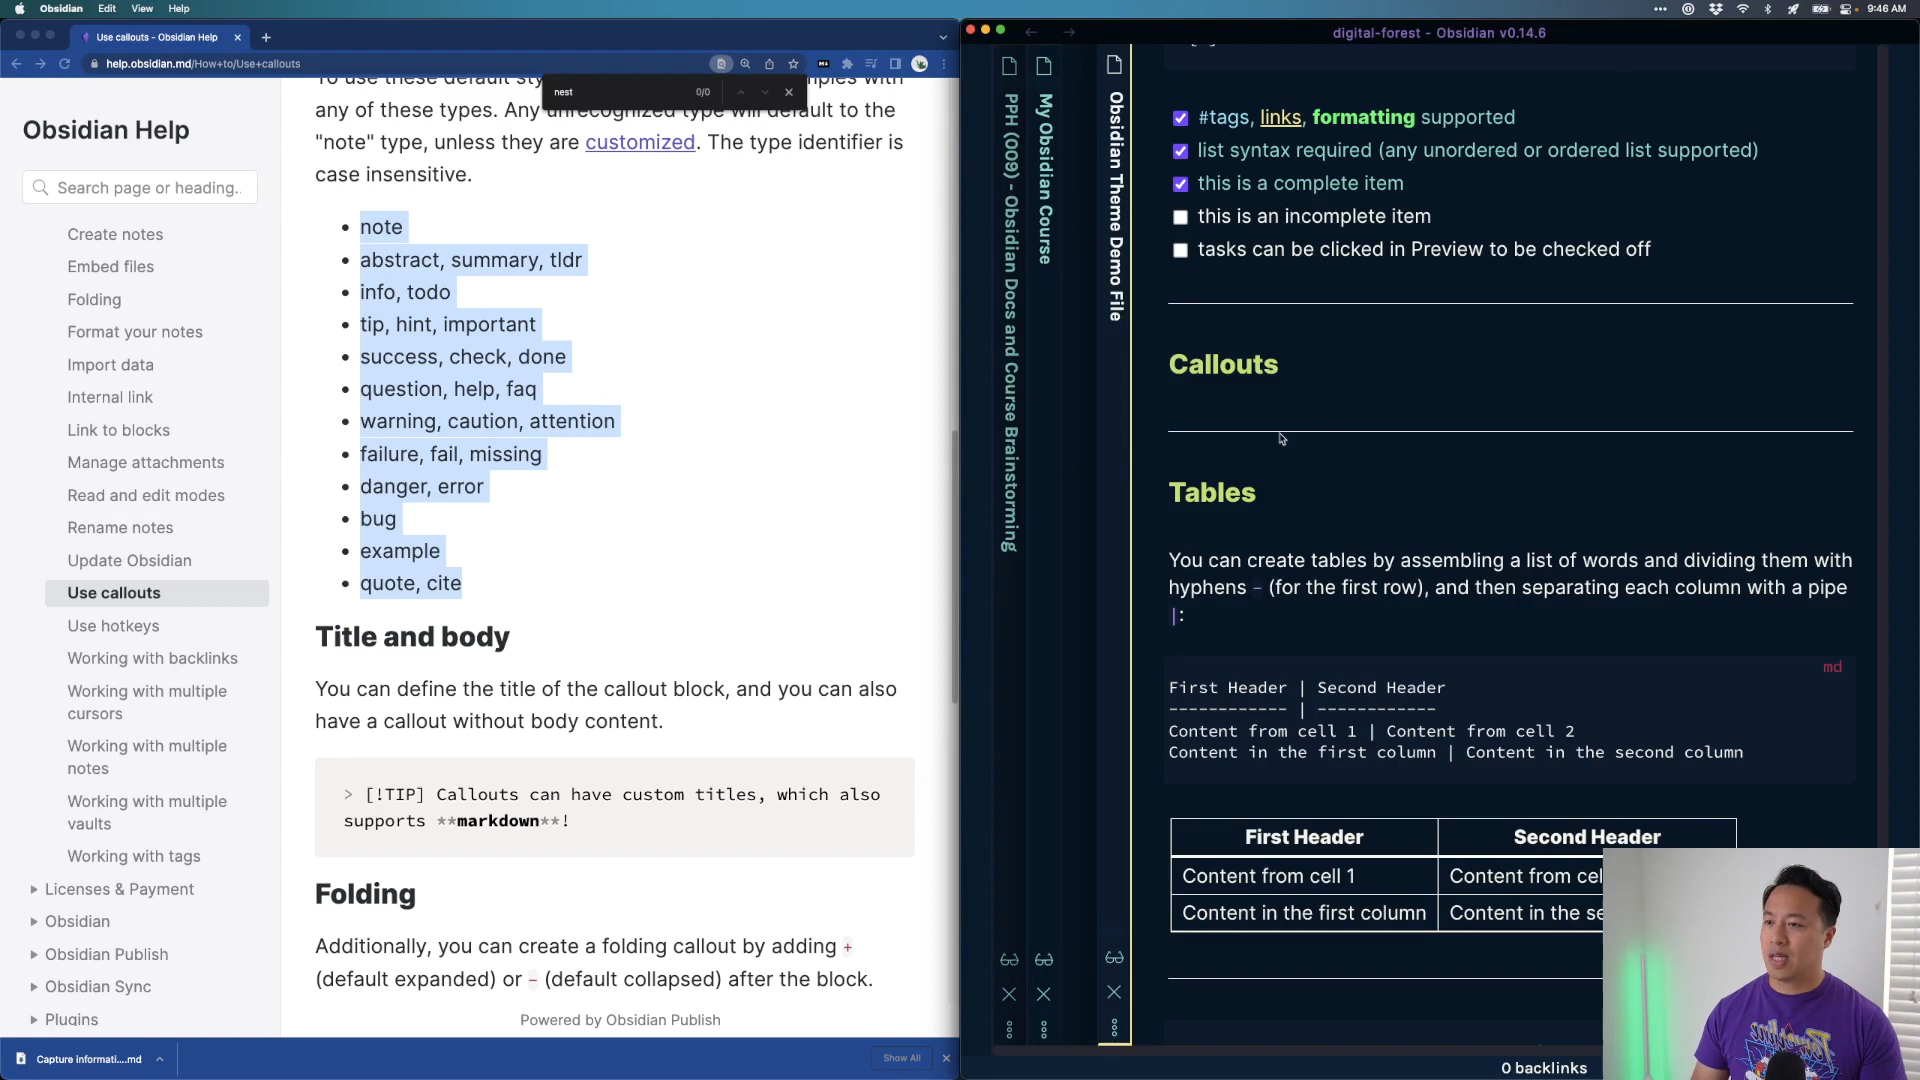 Obsidian Edit View Help
9:46 AM
Use callouts - Obsidian Help
help.obsidian.md/How+to/Use+callouts
nest 0/0
Obsidian Help
Search page or heading..
Create notes
Embed files
Folding
Format your notes
Import data
Internal link
Link to blocks
Manage attachments
Read and edit modes
Rename notes
Update Obsidian
Use callouts
Use hotkeys
Working with backlinks
Working with multiple
cursors
Working with multiple
notes
Working with multiple
vaults
Working with tags
Licenses & Payment
Obsidian
Obsidian Publish
Obsidian Sync
Plugins
To use these default sty
mples with
any of these types. Any unrecognized type will default to the
"note" type, unless they are customized. The type identifier is
case insensitive.
note
abstract, summary, tldr
info, todo
tip, hint, important
success, check, done
question, help, faq
warning, caution, attention
failure, fail, missing
danger, error
bug
example
quote, cite
Title and body
You can define the title of the callout block, and you can also
have a callout without body content.
> [!TIP] Callouts can have custom titles, which also
supports **markdown**!
Folding
Additionally, you can create a folding callout by adding +
(default expanded) or - (default collapsed) after the block.
Powered by Obsidian Publish
Capture informati....md
Show All
digital-forest - Obsidian v0.14.6
PPH (009) - Obsidian Docs and Course Brainstorming
My Obsidian Course
Obsidian Theme Demo File
#tags, links, formatting supported
list syntax required (any unordered or ordered list supported)
this is a complete item
this is an incomplete item
tasks can be clicked in Preview to be checked off
Callouts
Tables
You can create tables by assembling a list of words and dividing them with
hyphens - (for the first row), and then separating each column with a pipe
|:
md
First Header | Second Header
------------ | ------------
Content from cell 1 | Content from cell 2
Content in the first column | Content in the second column
First Header Second Header
Content from cell 1 Content from cel
Content in the first column Content in the se
0 backlinks